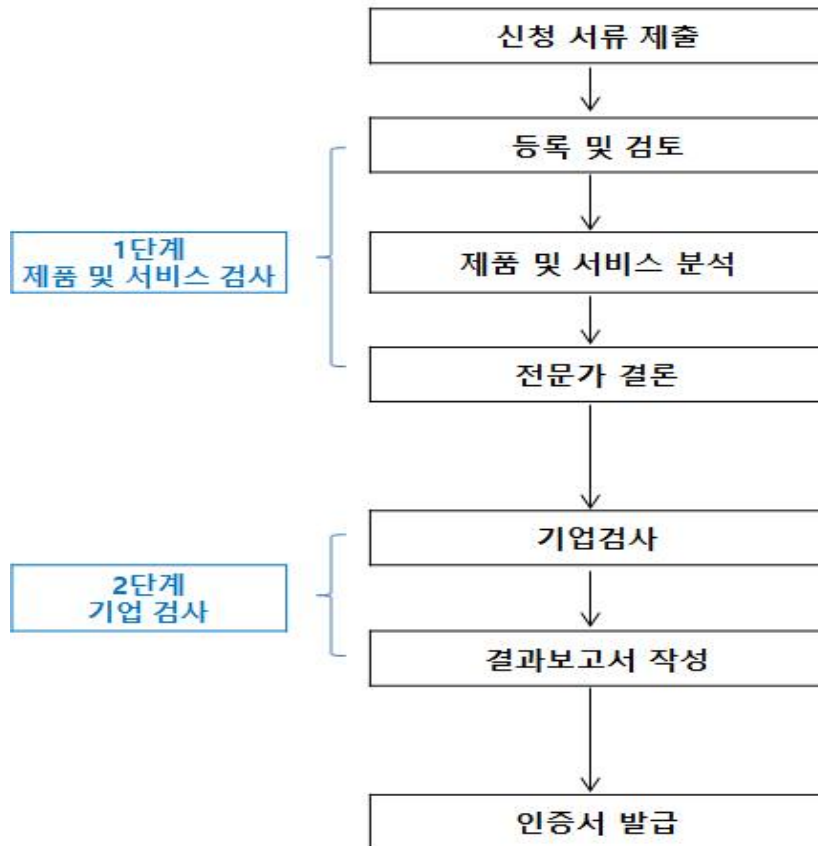 신청 서류 제출
등록 및 검토
1단계
제품 및 서비스 검사
제품 및 서비스 분석
전문가 결론
기업검사
2단계
기업 검사
결과보고서 작성
인증서 발급